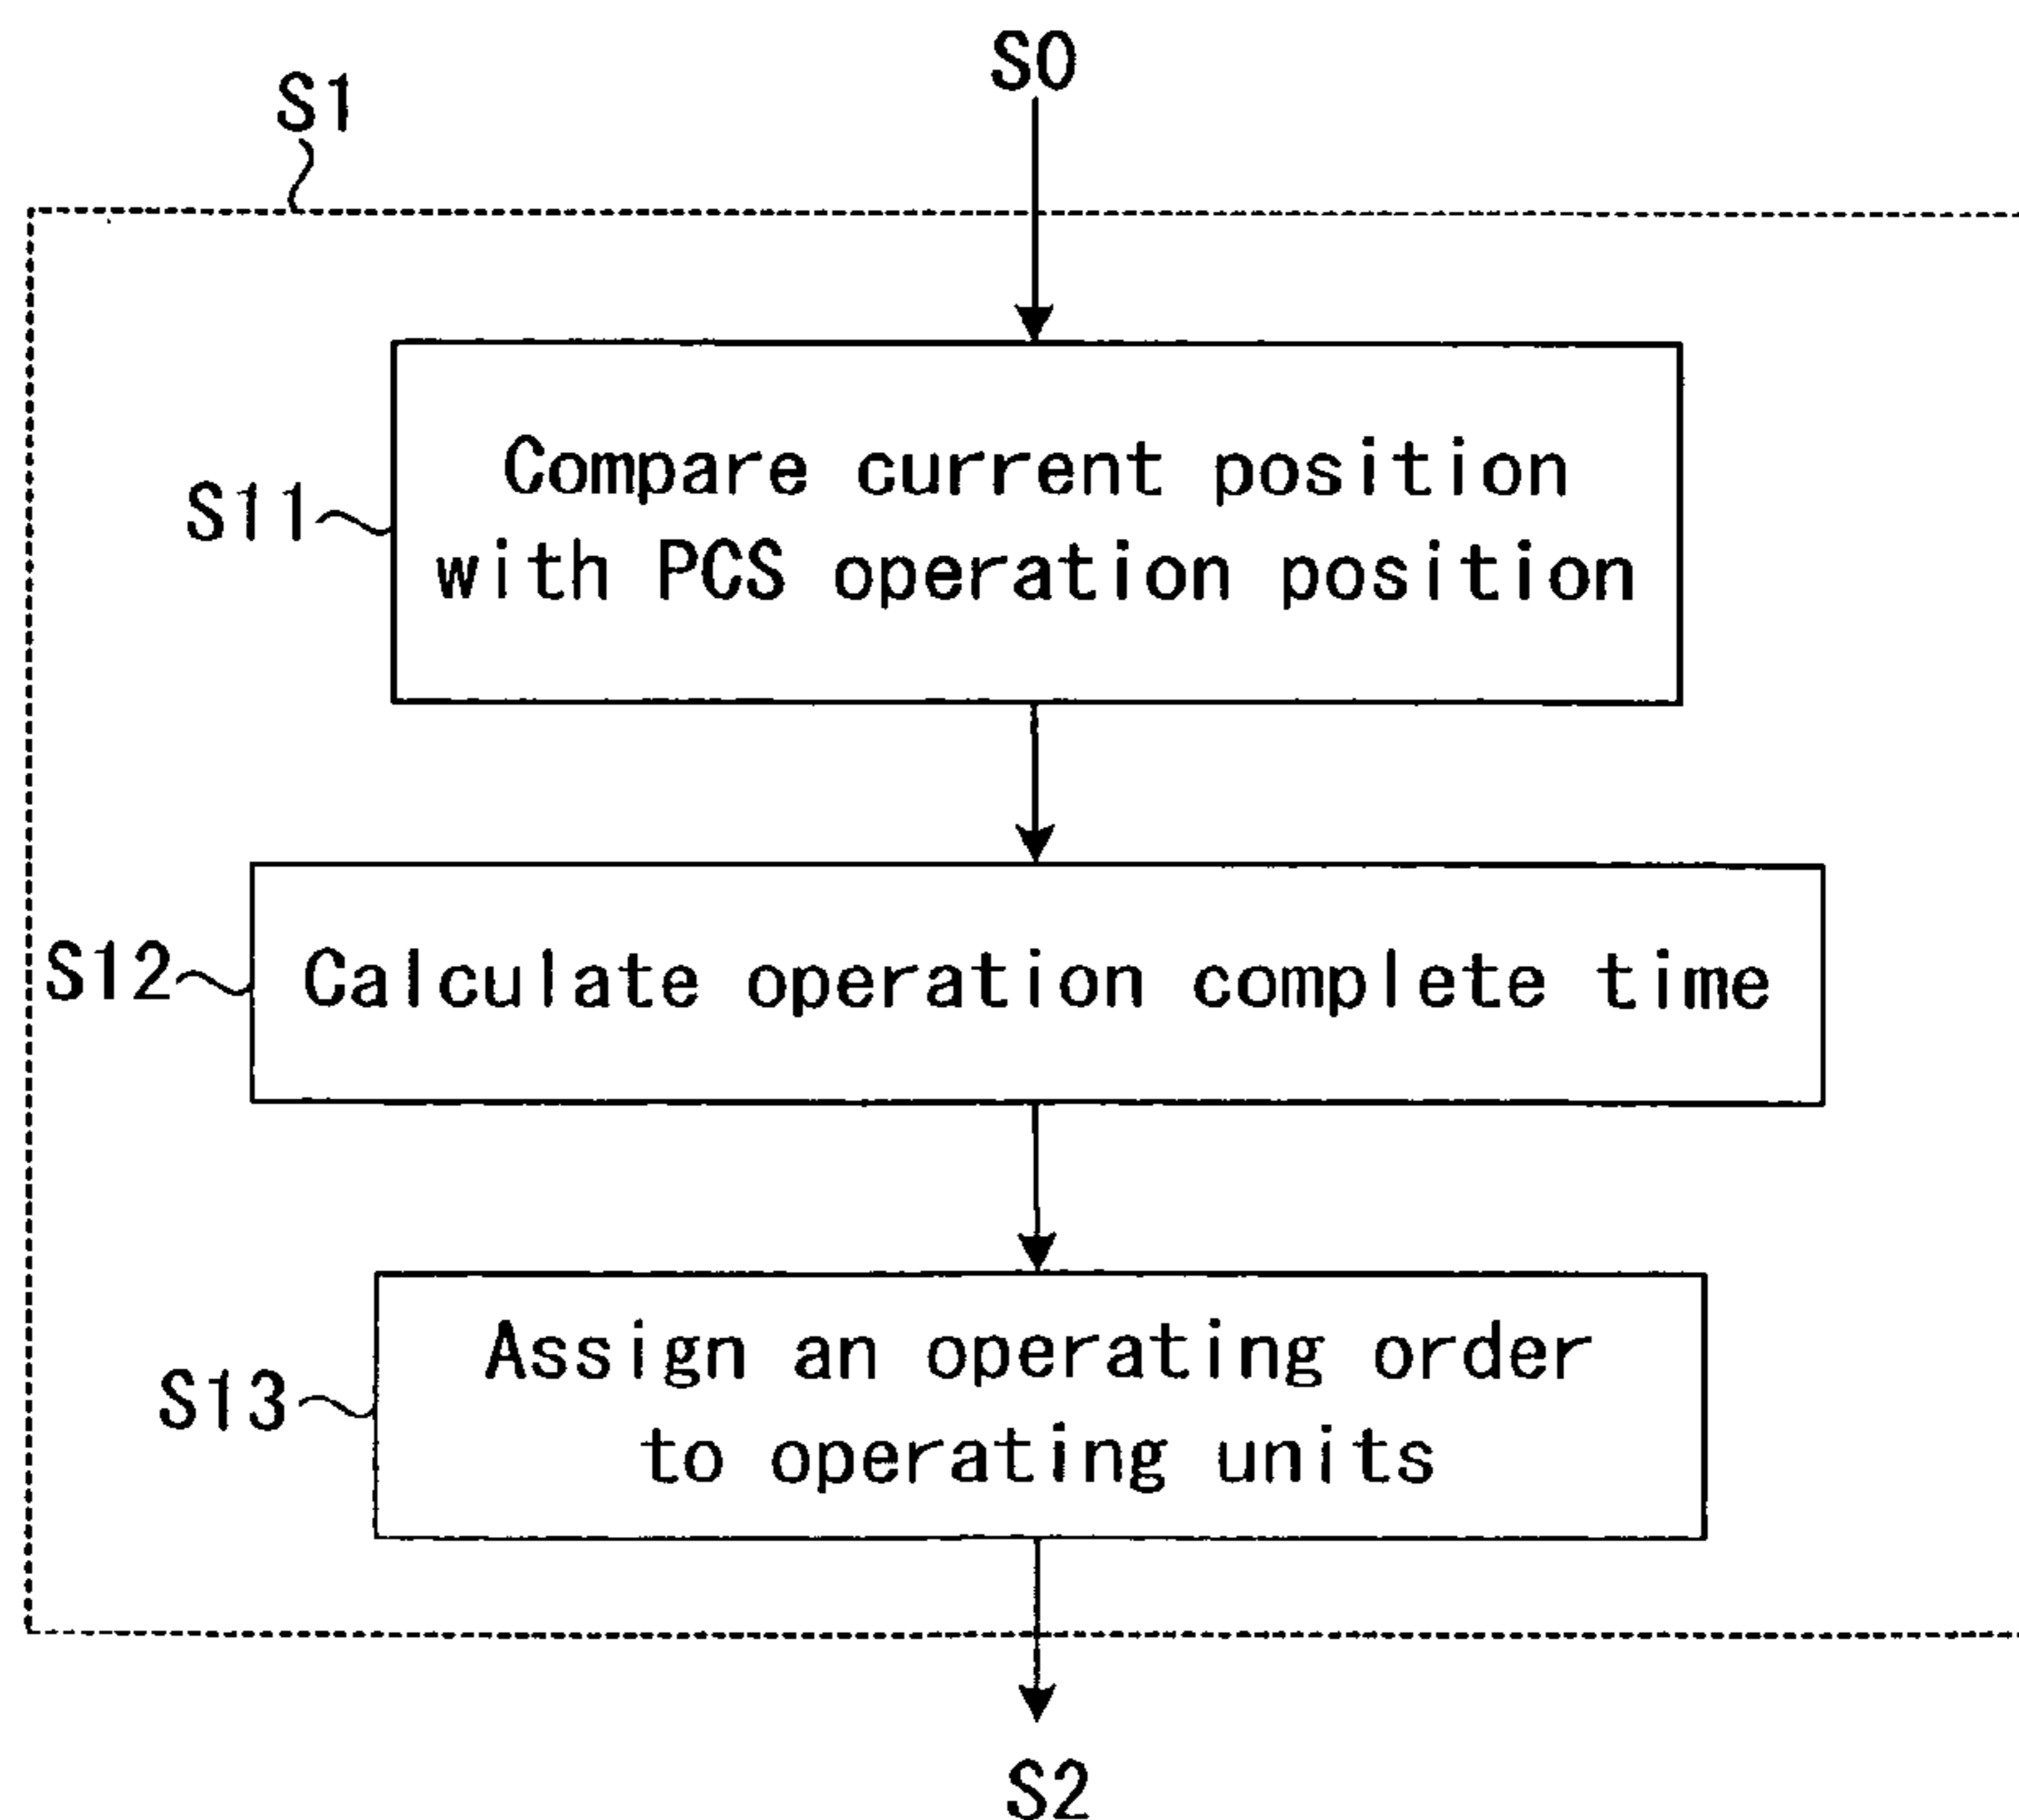 S0
S1
Compare current position
with PCS operation position
S11
Calculate operation complete time
S12
Assign an operating order
to operating units
S13
S2